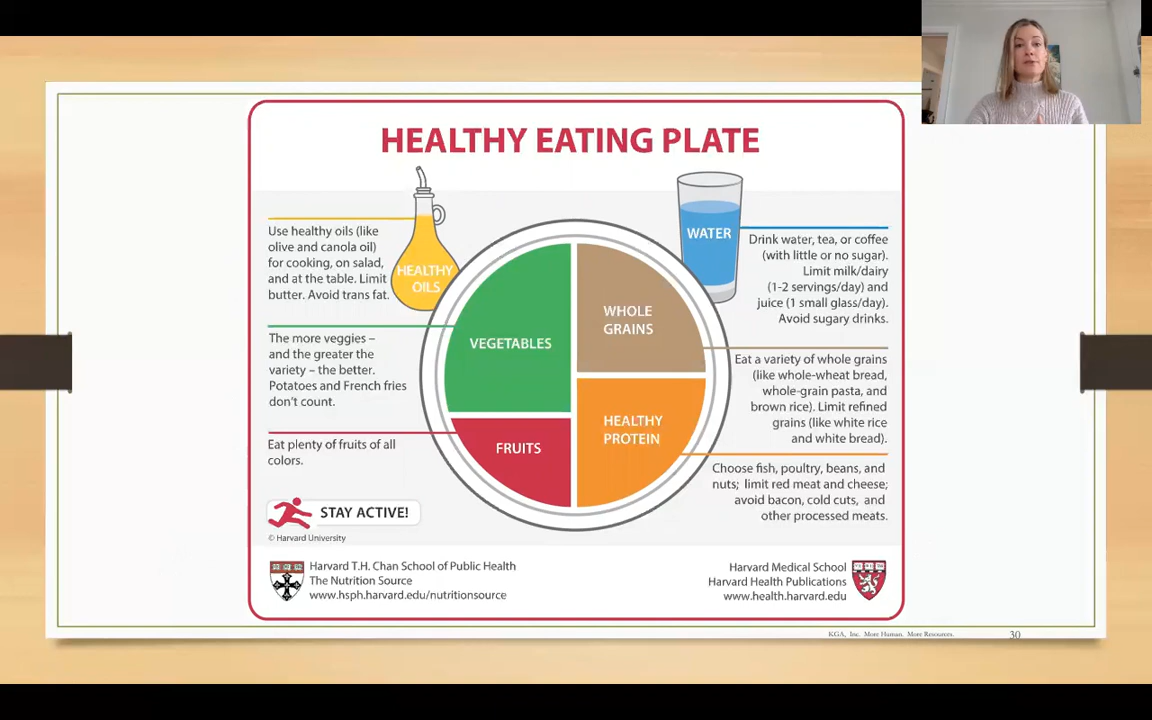 HEALTHY EATING PLATE
Use healthy oils (like
olive and canola oil)
for cooking, on salad,
and at the table. Limit
butter. Avoid trans fat.
HEALTHY
OILS
WATER
Drink water, tea, or coffee
(with little or no sugar).
Limit milk/dairy
(1-2 servings/day) and
juice (1 small glass/day).
Avoid sugary drinks.
The more veggies –
and the greater the
variety – the better.
Potatoes and French fries
don't count.
VEGETABLES
WHOLE
GRAINS
Eat a variety of whole grains
(like whole-wheat bread,
whole-grain pasta, and
brown rice). Limit refined
grains (like white rice
and white bread).
Eat plenty of fruits of all
colors.
FRUITS
HEALTHY
PROTEIN
Choose fish, poultry, beans, and
nuts; limit red meat and cheese;
avoid bacon, cold cuts, and
other processed meats.
STAY ACTIVE!
© Harvard University
Harvard T.H. Chan School of Public Health
The Nutrition Source
www.hsph.harvard.edu/nutritionsource
Harvard Medical School
Harvard Health Publications
www.health.harvard.edu
KGA, Inc. More Human. More Resources.
30